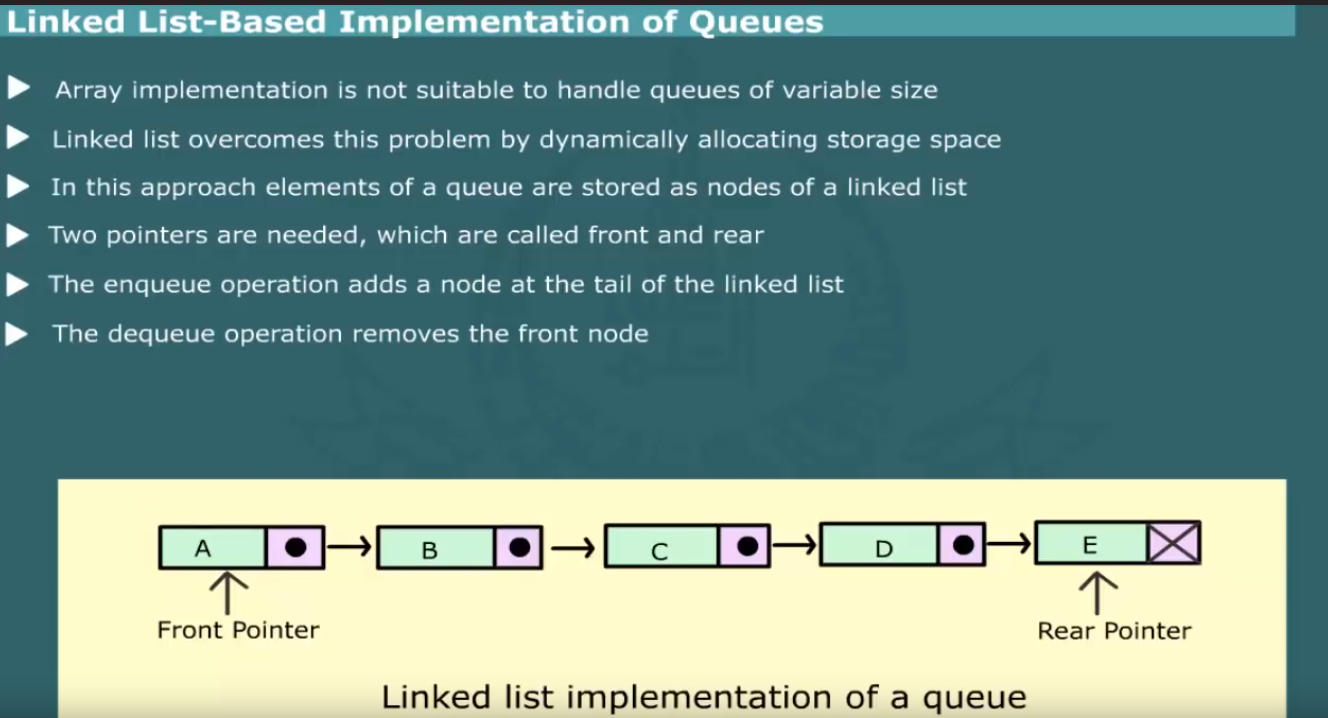 Linked List-Based Implementation of Queues
Array implementation is not suitable to handle queues of variable size
Linked list overcomes this problem by dynamically allocating storage space
In this approach elements of a queue are stored as nodes of a linked list
Two pointers are needed, which are called front and rear
The enqueue operation adds a node at the tail of the linked list
The dequeue operation removes the front node
A B C D E
Front Pointer Rear Pointer
Linked list implementation of a queue